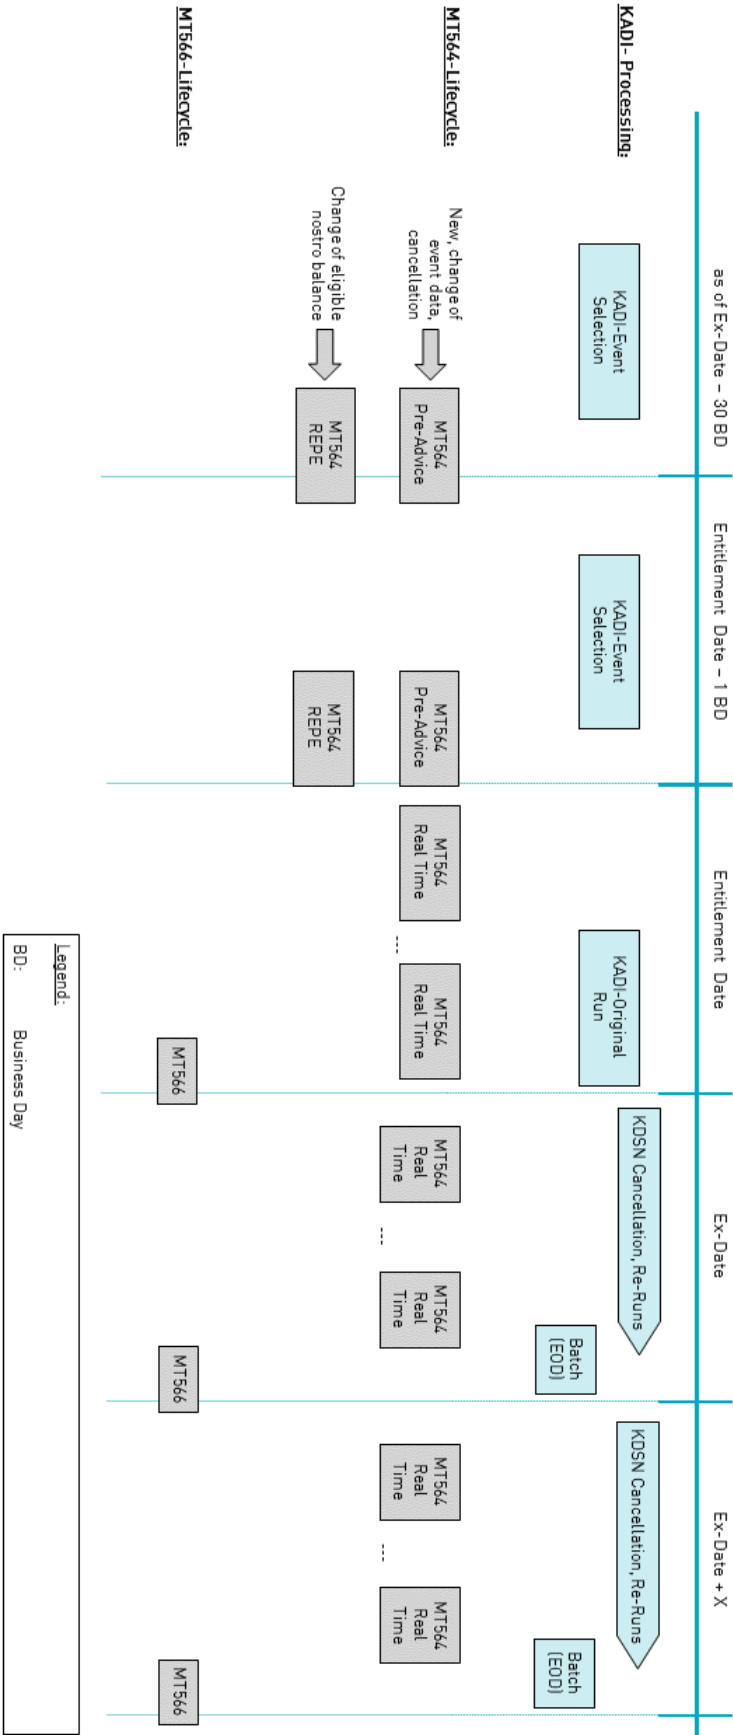 as of Ex-Date – 30 BD
Entitlement Date – 1 BD
Entitlement Date
Ex-Date
Ex-Date + X
KADI- Processing:
KADI-Event
Selection
KADI-Event
Selection
KADI-Original
Run
KDSN Cancellation, Re-Runs
Batch
(EOD)
KDSN Cancellation, Re-Runs
Batch
(EOD)
MT564-Lifecycle:
New, change of
event data,
cancellation
MT564
Pre-Advice
MT564
Pre-Advice
MT564
Real Time
---
MT564
Real Time
MT564
Real
Time
---
MT564
Real
Time
MT564
Real
Time
---
MT564
Real
Time
Change of eligible
nostro balance
MT564
REPE
MT564
REPE
MT566-Lifecycle:
MT566
MT566
MT566
Legend:
BD: Business Day